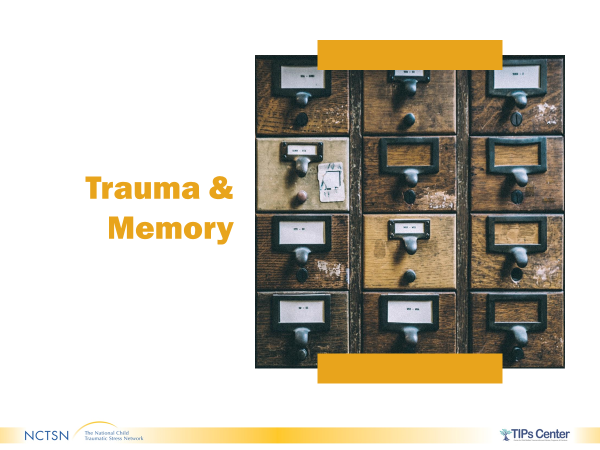 Trauma &
Memory
NCTSN
The National Child
Traumatic Stress Network
TIPs Center